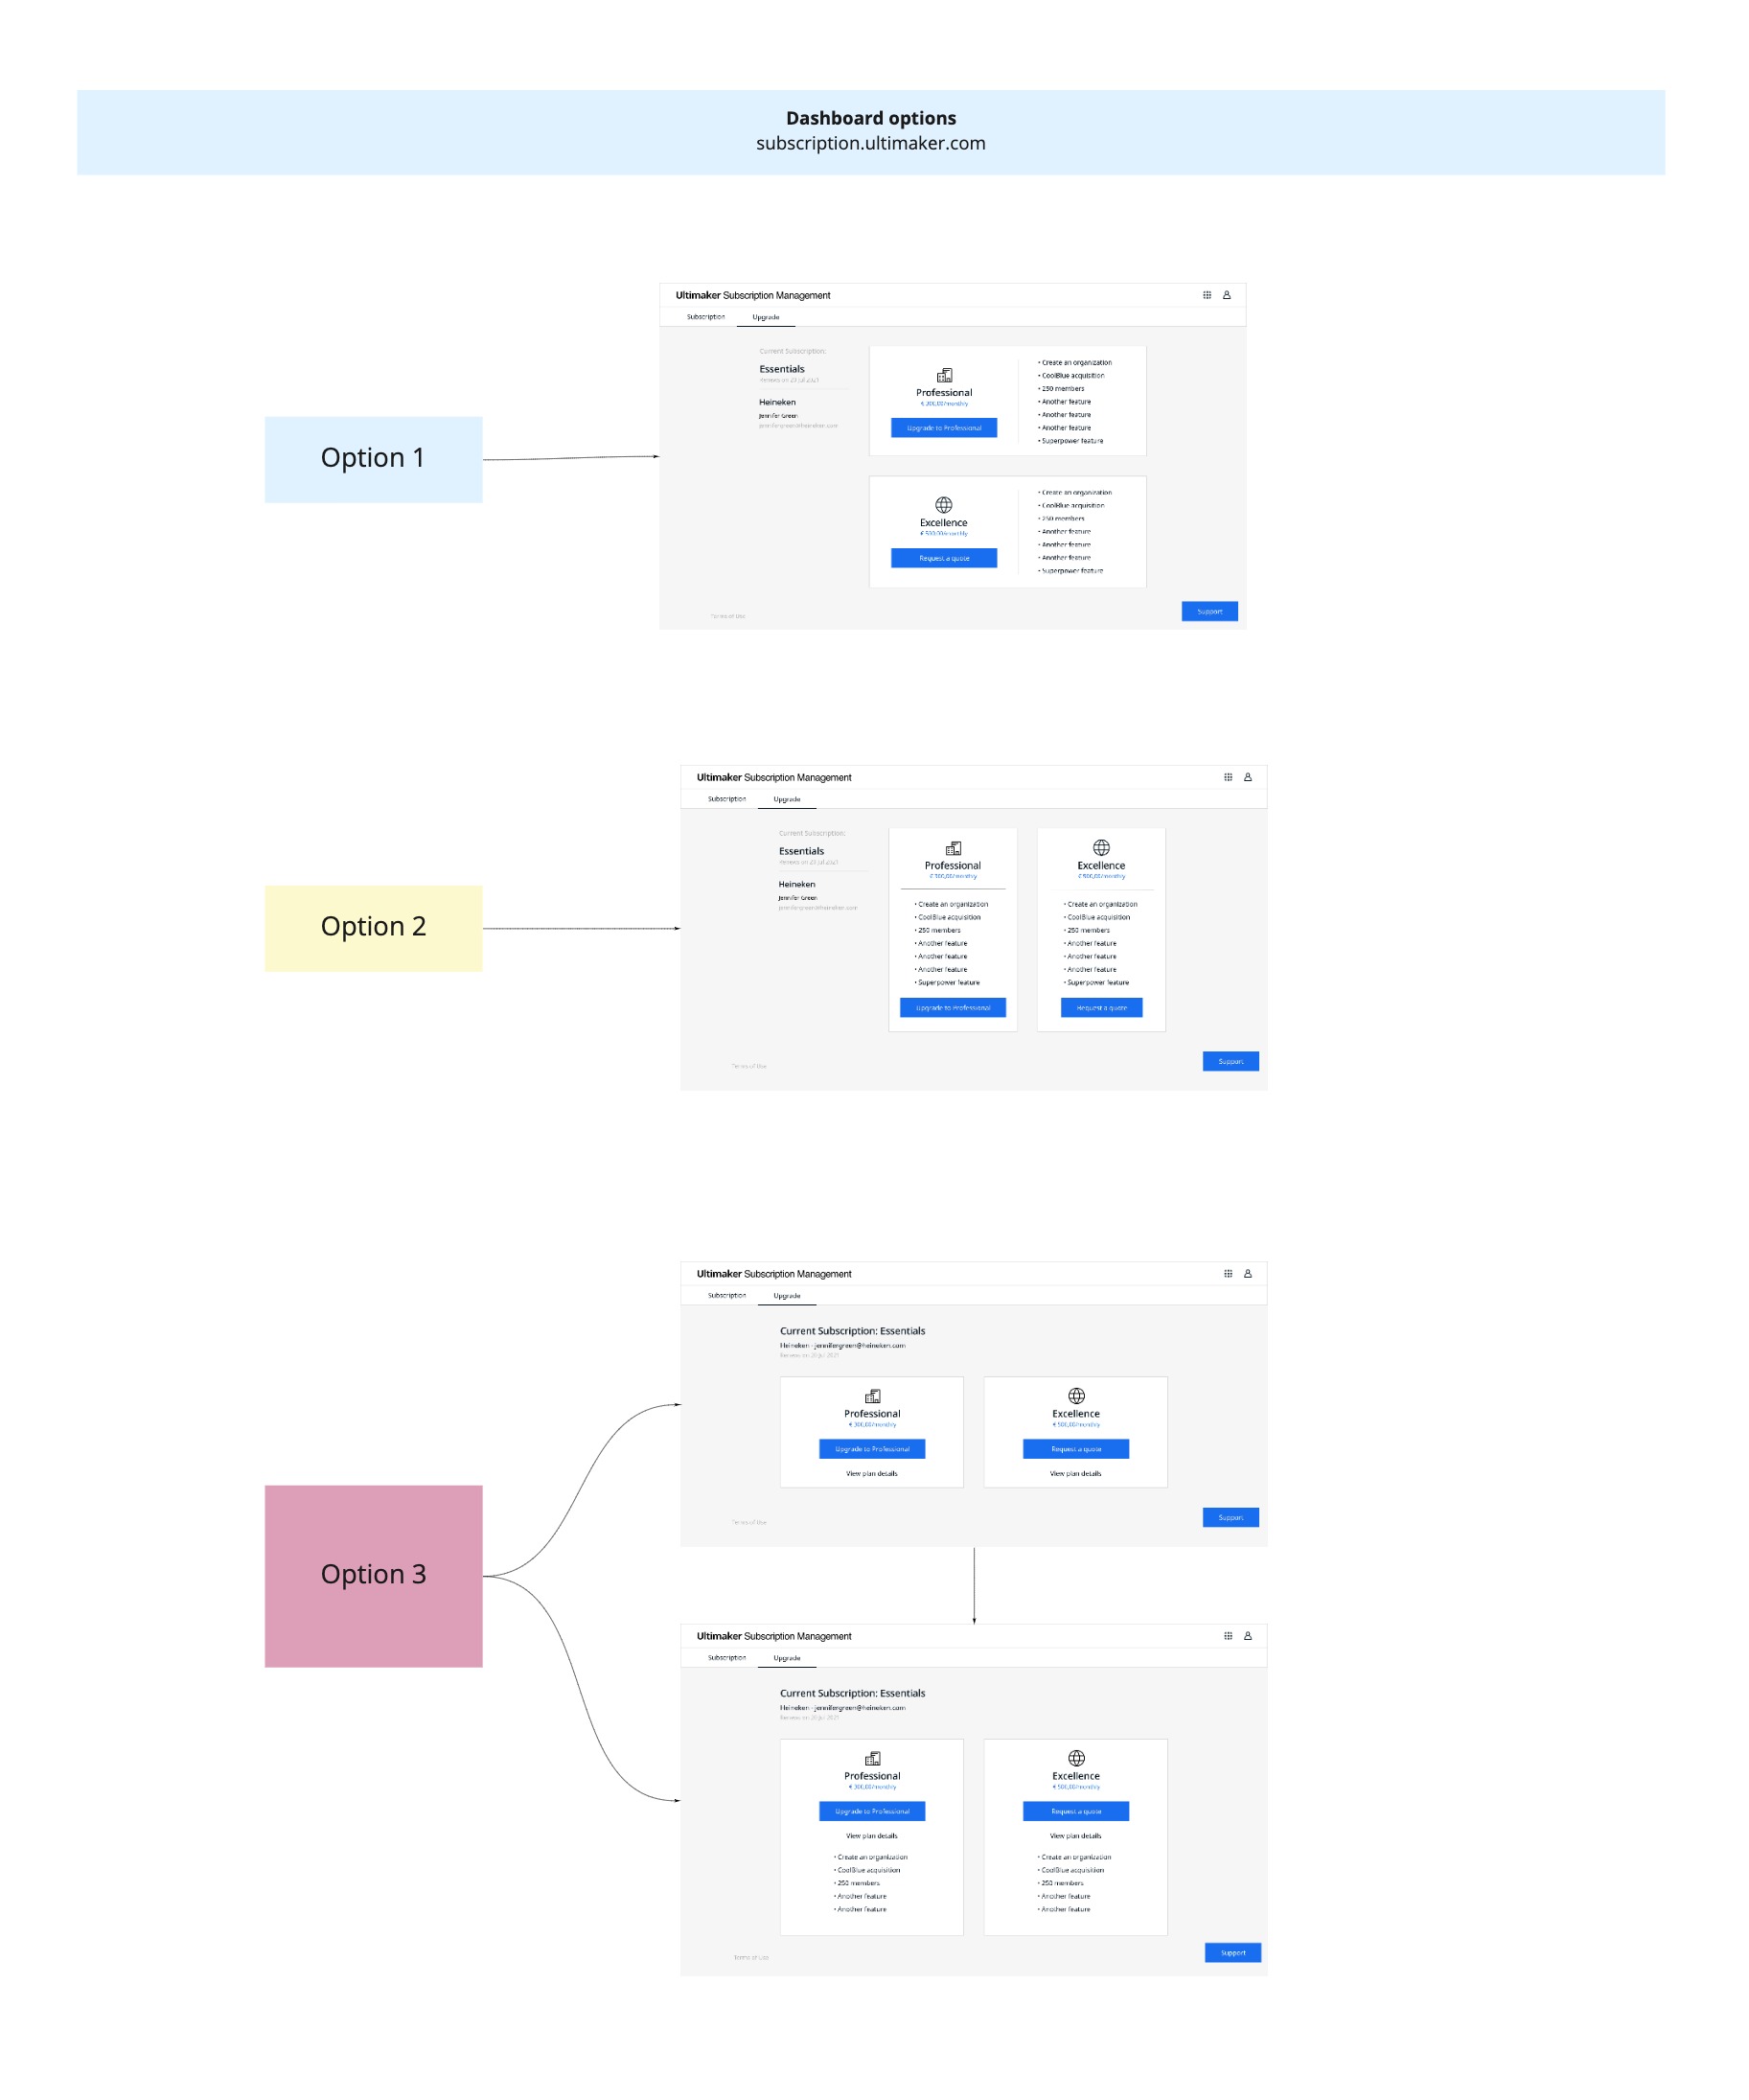 Dashboard options
subscription.ultimaker.com
Option 1
Ultimaker Subscription Management
Subscription Upgrade
Current Subscription:
Essentials
Renews on 20 Jul 2021
Heineken
Jennifer Green
jennifergreen@heineken.com
Professional
€ 300,00/monthly
Upgrade to Professional
• Create an organization
• CoolBlue acquisition
• 250 members
• Another feature
• Another feature
• Another feature
• Superpower feature
Excellence
€ 500,00/monthly
Request a quote
• Create an organization
• CoolBlue acquisition
• 250 members
• Another feature
• Another feature
• Another feature
• Superpower feature
Terms of Use
Support
Option 2
Ultimaker Subscription Management
Subscription Upgrade
Current Subscription:
Essentials
Renews on 20 Jul 2021
Heineken
Jennifer Green
jennifergreen@heineken.com
Professional
€ 300,00/monthly
• Create an organization
• CoolBlue acquisition
• 250 members
• Another feature
• Another feature
• Another feature
• Superpower feature
Upgrade to Professional
Excellence
€ 500,00/monthly
• Create an organization
• CoolBlue acquisition
• 250 members
• Another feature
• Another feature
• Another feature
• Superpower feature
Request a quote
Terms of Use
Support
Option 3
Ultimaker Subscription Management
Subscription Upgrade
Current Subscription: Essentials
Heineken - jennifergreen@heineken.com
Renews on 20 Jul 2021
Professional
€ 300,00/monthly
Upgrade to Professional
View plan details
Excellence
€ 500,00/monthly
Request a quote
View plan details
Terms of Use
Support
Ultimaker Subscription Management
Subscription Upgrade
Current Subscription: Essentials
Heineken - jennifergreen@heineken.com
Renews on 20 Jul 2021
Professional
€ 300,00/monthly
Upgrade to Professional
View plan details
• Create an organization
• CoolBlue acquisition
• 250 members
• Another feature
• Another feature
Excellence
€ 500,00/monthly
Request a quote
View plan details
• Create an organization
• CoolBlue acquisition
• 250 members
• Another feature
• Another feature
Terms of Use
Support